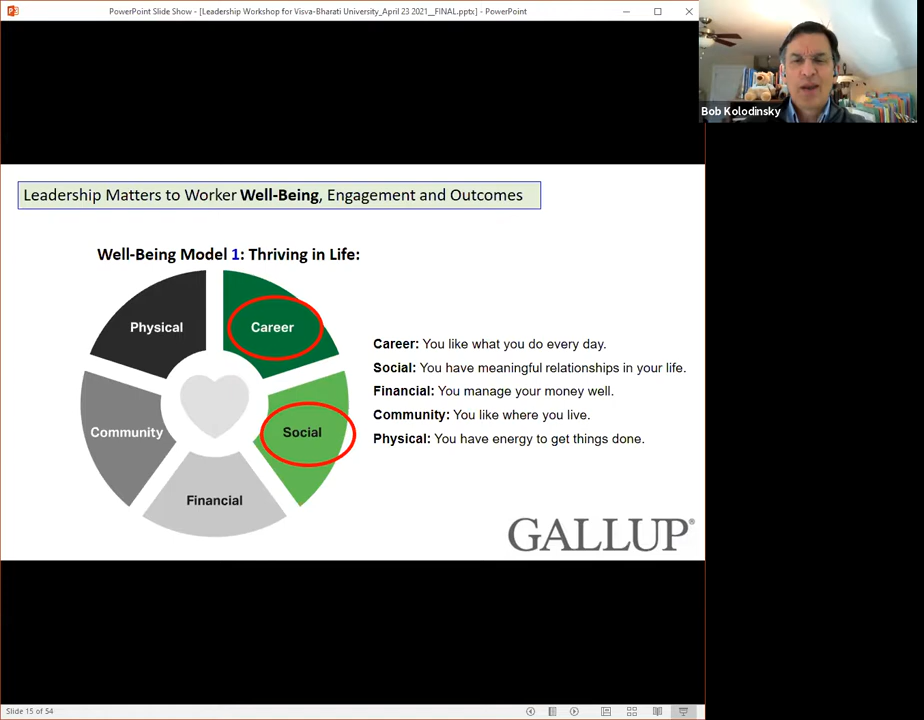 PowerPoint Slide Show - [Leadership Workshop for Visva-Bharati University_April 23 2021__FINAL.pptx] - PowerPoint
Bob Kolodinsky
Leadership Matters to Worker Well-Being, Engagement and Outcomes
Well-Being Model 1: Thriving in Life:
Physical
Career
Community
Social
Financial
Career: You like what you do every day.
Social: You have meaningful relationships in your life.
Financial: You manage your money well.
Community: You like where you live.
Physical: You have energy to get things done.
GALLUP®
Slide 15 of 54